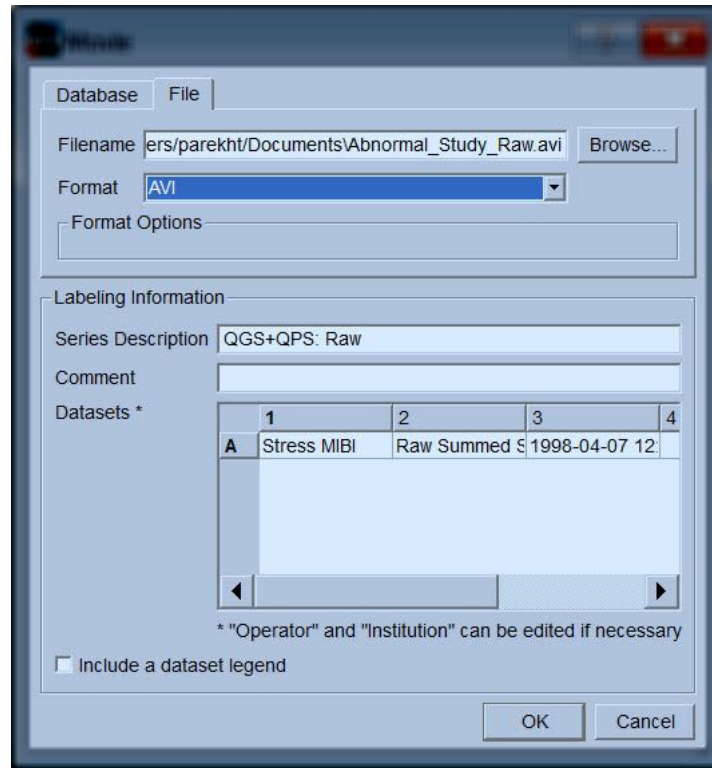 Movie
Database File
Filename ers/parekht/Documents\Abnormal_Study_Raw.avi Browse...
Format AVI
Format Options
Labeling Information
Series Description QGS+QPS: Raw
Comment
Datasets *
1 2 3 4
A Stress MIBI Raw Summed S 1998-04-07 12:
* "Operator" and "Institution" can be edited if necessary
Include a dataset legend
OK Cancel